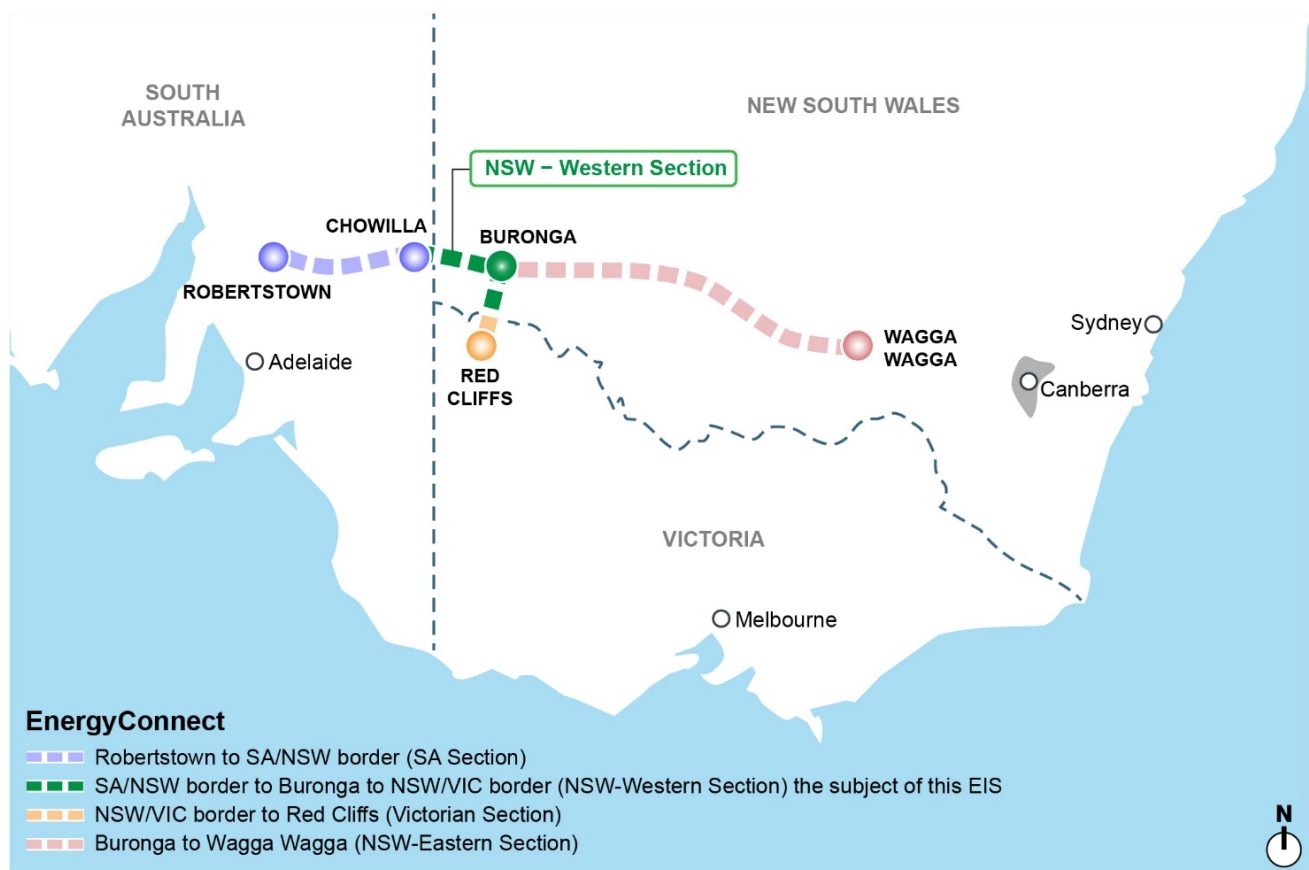 SOUTH
AUSTRALIA
NEW SOUTH WALES
NSW – Western Section
CHOWILLA
BURONGA
ROBERTSTOWN
Sydney
WAGGA
WAGGA
Adelaide
RED
CLIFFS
Canberra
VICTORIA
Melbourne
EnergyConnect
Robertstown to SA/NSW border (SA Section)
SA/NSW border to Buronga to NSW/VIC border (NSW-Western Section) the subject of this EIS
NSW/VIC border to Red Cliffs (Victorian Section)
Buronga to Wagga Wagga (NSW-Eastern Section)
N